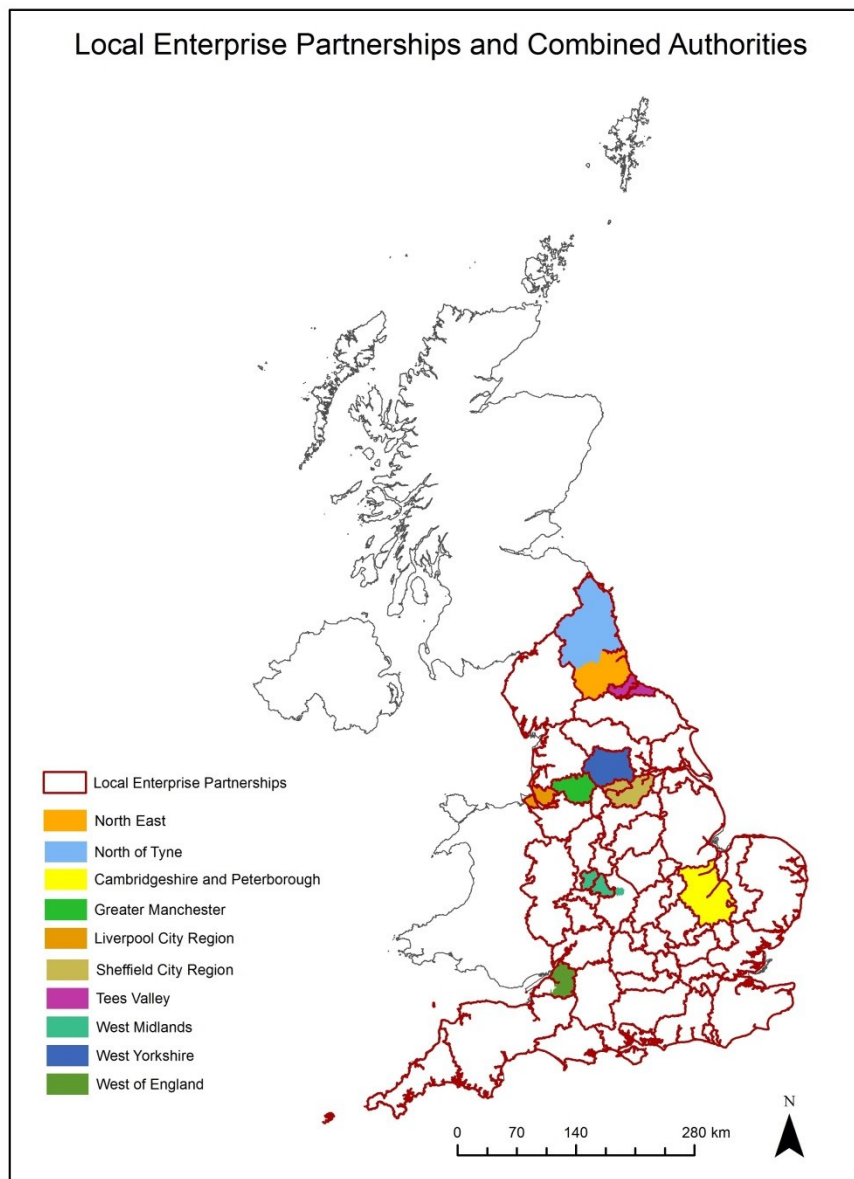 Local Enterprise Partnerships and Combined Authorities
Local Enterprise Partnerships
North East
North of Tyne
Cambridgeshire and Peterborough
Greater Manchester
Liverpool City Region
Sheffield City Region
Tees Valley
West Midlands
West Yorkshire
West of England
N
0 70 140 280 km